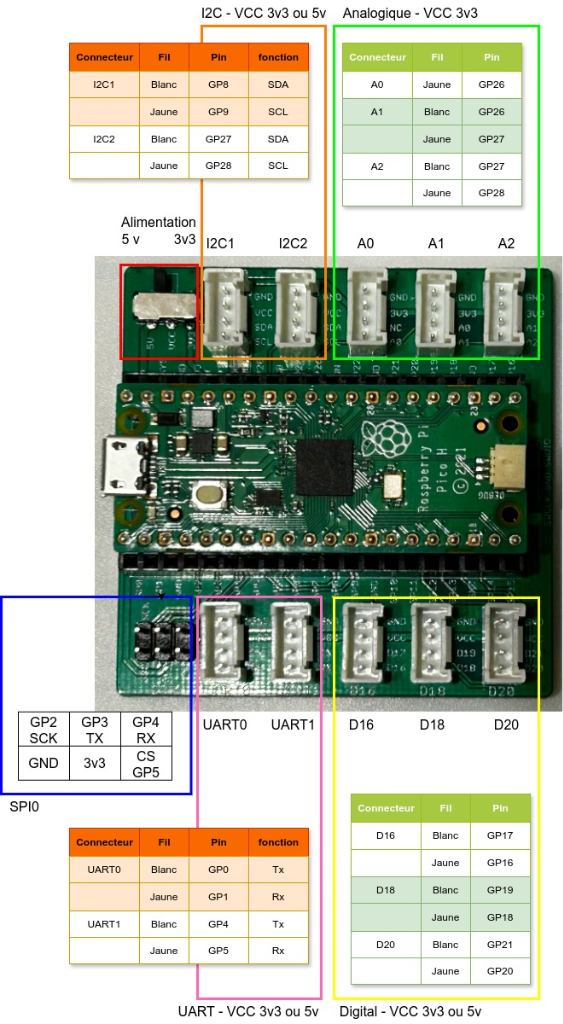 I2C - VCC 3v3 ou 5v
Analogique - VCC 3v3
Connecteur Fil Pin fonction
I2C1 Blanc GP8 SDA
Jaune GP9 SCL
I2C2 Blanc GP27 SDA
Jaune GP28 SCL
Connecteur Fil Pin
A0 Jaune GP26
A1 Blanc GP26
Jaune GP27
A2 Blanc GP27
Jaune GP28
Alimentation
5 v 3v3
I2C1 I2C2 A0 A1 A2
GND GND GND GND GND
VCC VCC 3V3 3V3 3V3
SDA SDA NC A0 A1
SCL SCL A0 A1 A2
5V VCC 3V3
Raspberry Pi
Pico H
© 2021
DEBUG
D16 D18 D20
UART0 UART1 D16 D18 D20
GP2 GP3 GP4
SCK TX RX
GND 3v3 CS
GP5
SPI0
Connecteur Fil Pin fonction
UART0 Blanc GP0 Tx
Jaune GP1 Rx
UART1 Blanc GP4 Tx
Jaune GP5 Rx
Connecteur Fil Pin
D16 Blanc GP17
Jaune GP16
D18 Blanc GP19
Jaune GP18
D20 Blanc GP21
Jaune GP20
UART - VCC 3v3 ou 5v
Digital - VCC 3v3 ou 5v